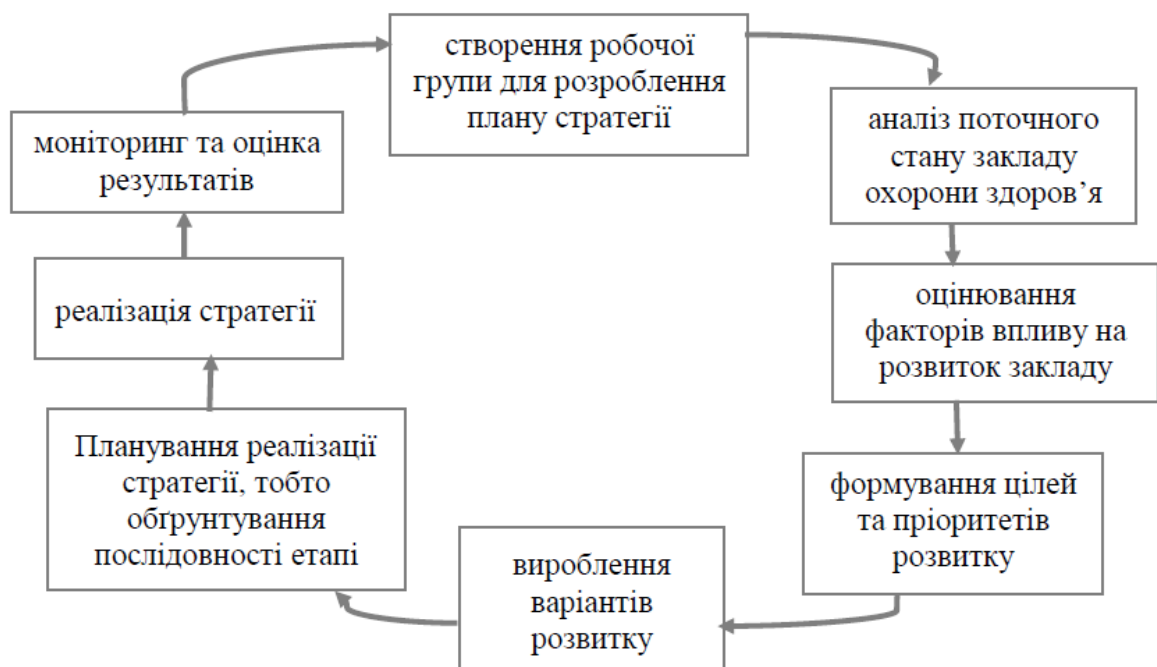 створення робочої
групи для розроблення
плану стратегії
аналіз поточного
стану закладу
охорони здоров’я
оцінювання
факторів впливу на
розвиток закладу
формування цілей
та пріоритетів
розвитку
вироблення
варіантів
розвитку
Планування реалізації
стратегії, тобто
обґрунтування
послідовності етапі
реалізація стратегії
моніторинг та оцінка
результатів